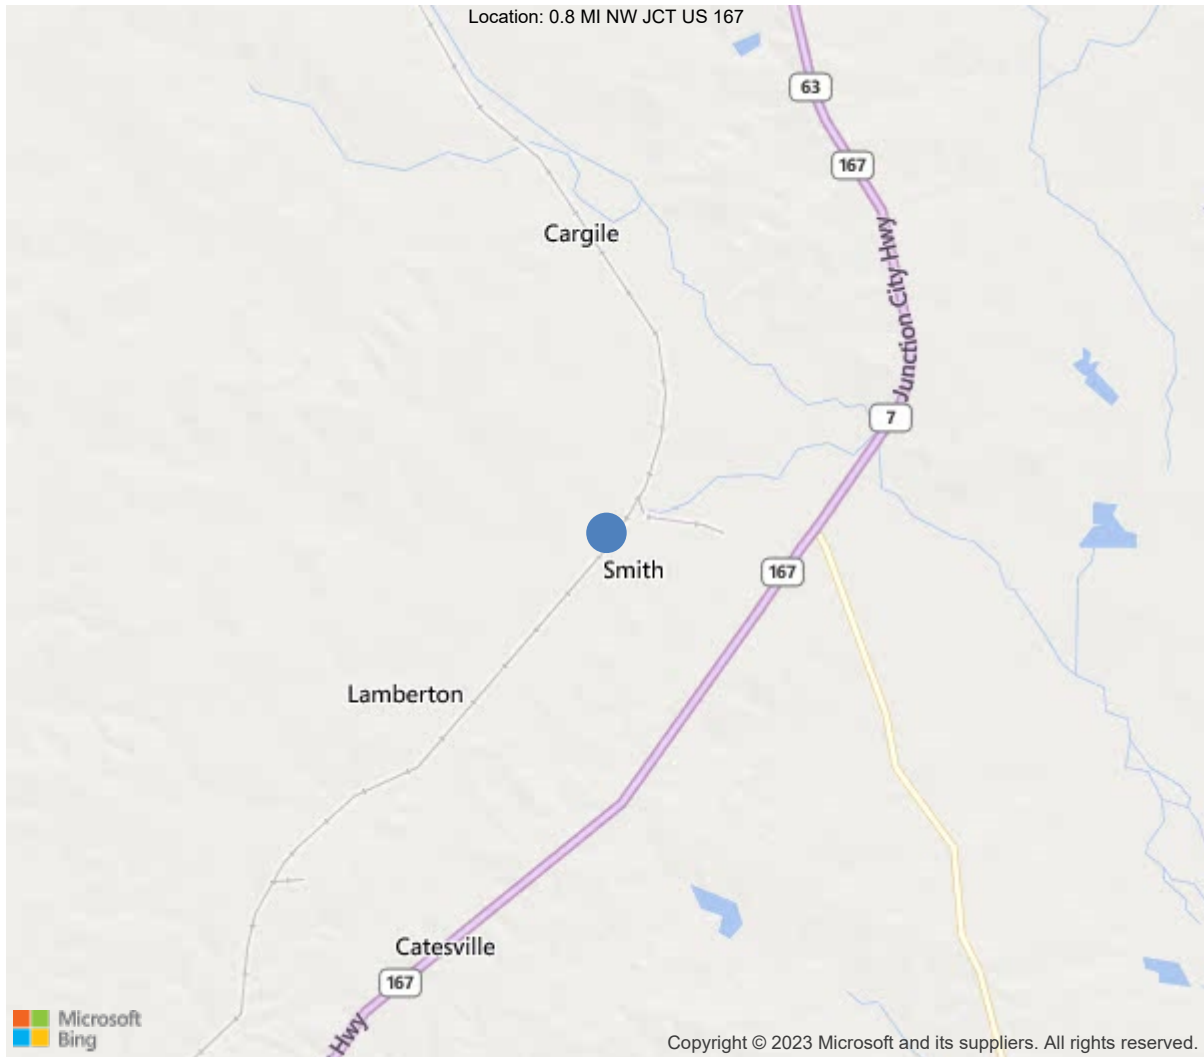 Location: 0.8 MI NW JCT US 167
63
167
Cargile
Junction City Hwy
7
167
Smith
Lamberton
Catesville
167
Hwy
Microsoft
Bing
Copyright © 2023 Microsoft and its suppliers. All rights reserved.